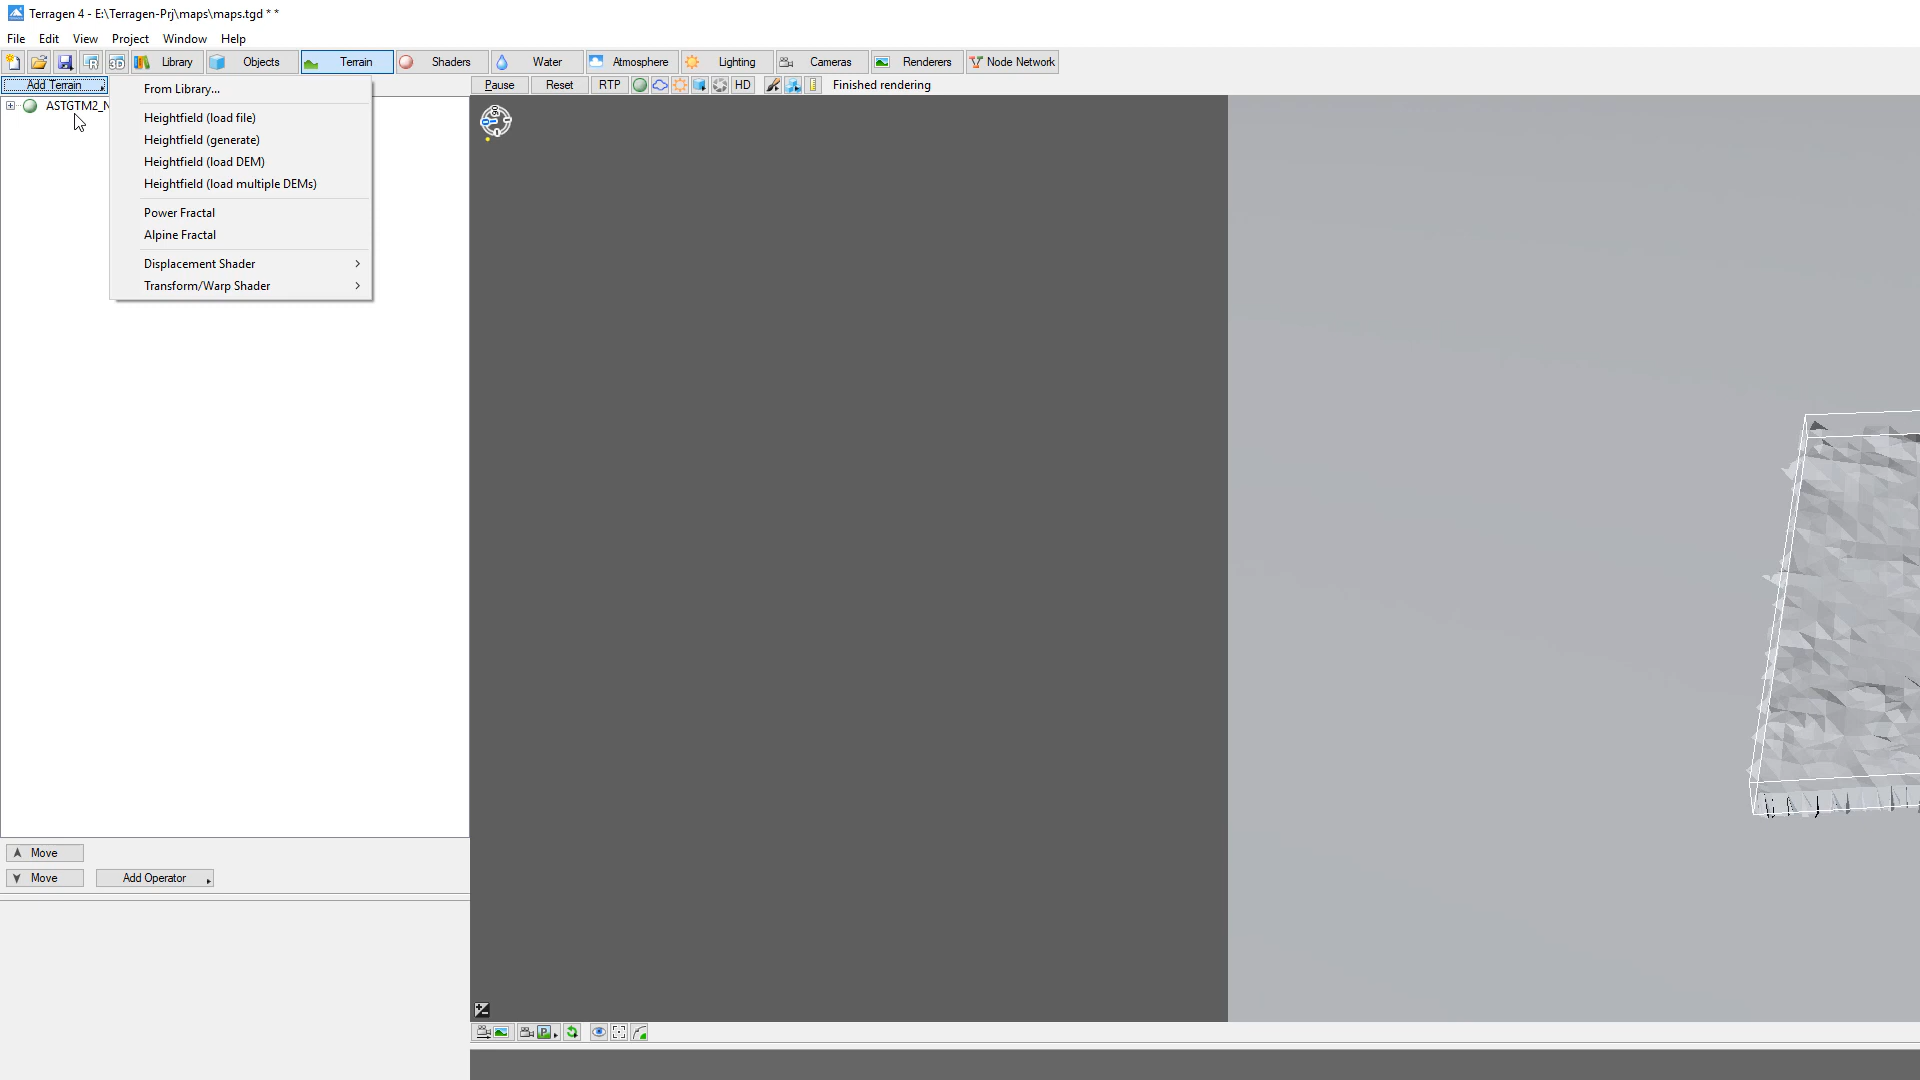 Terragen 4 - E:\Terragen-Prj\maps\maps.tgd * *
File Edit View Project Window Help
Library Objects Terrain Shaders Water Atmosphere Lighting Cameras Renderers Node Network
Add Terrain
Pause Reset RTP HD Finished rendering
ASTGTM2_N
From Library...
Heightfield (load file)
Heightfield (generate)
Heightfield (load DEM)
Heightfield (load multiple DEMs)
Power Fractal
Alpine Fractal
Displacement Shader
Transform/Warp Shader
Move
Move Add Operator